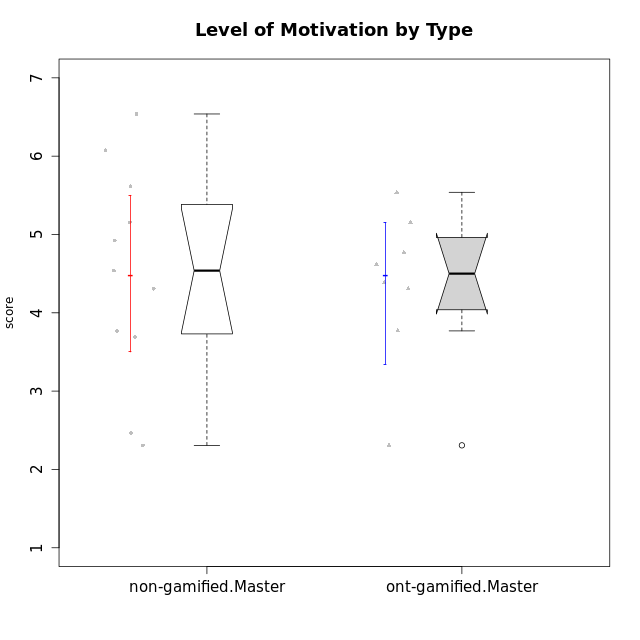 Level of Motivation by Type
score
7
6
5
4
3
2
1
non-gamified.Master
ont-gamified.Master